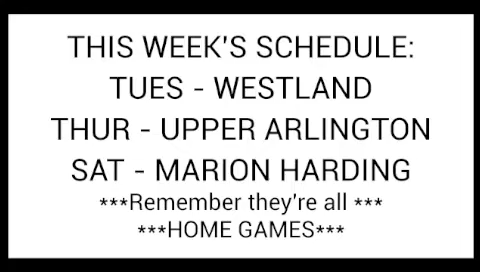 THIS WEEK'S SCHEDULE:
TUES - WESTLAND
THUR - UPPER ARLINGTON
SAT - MARION HARDING
***Remember they're all ***
***HOME GAMES***